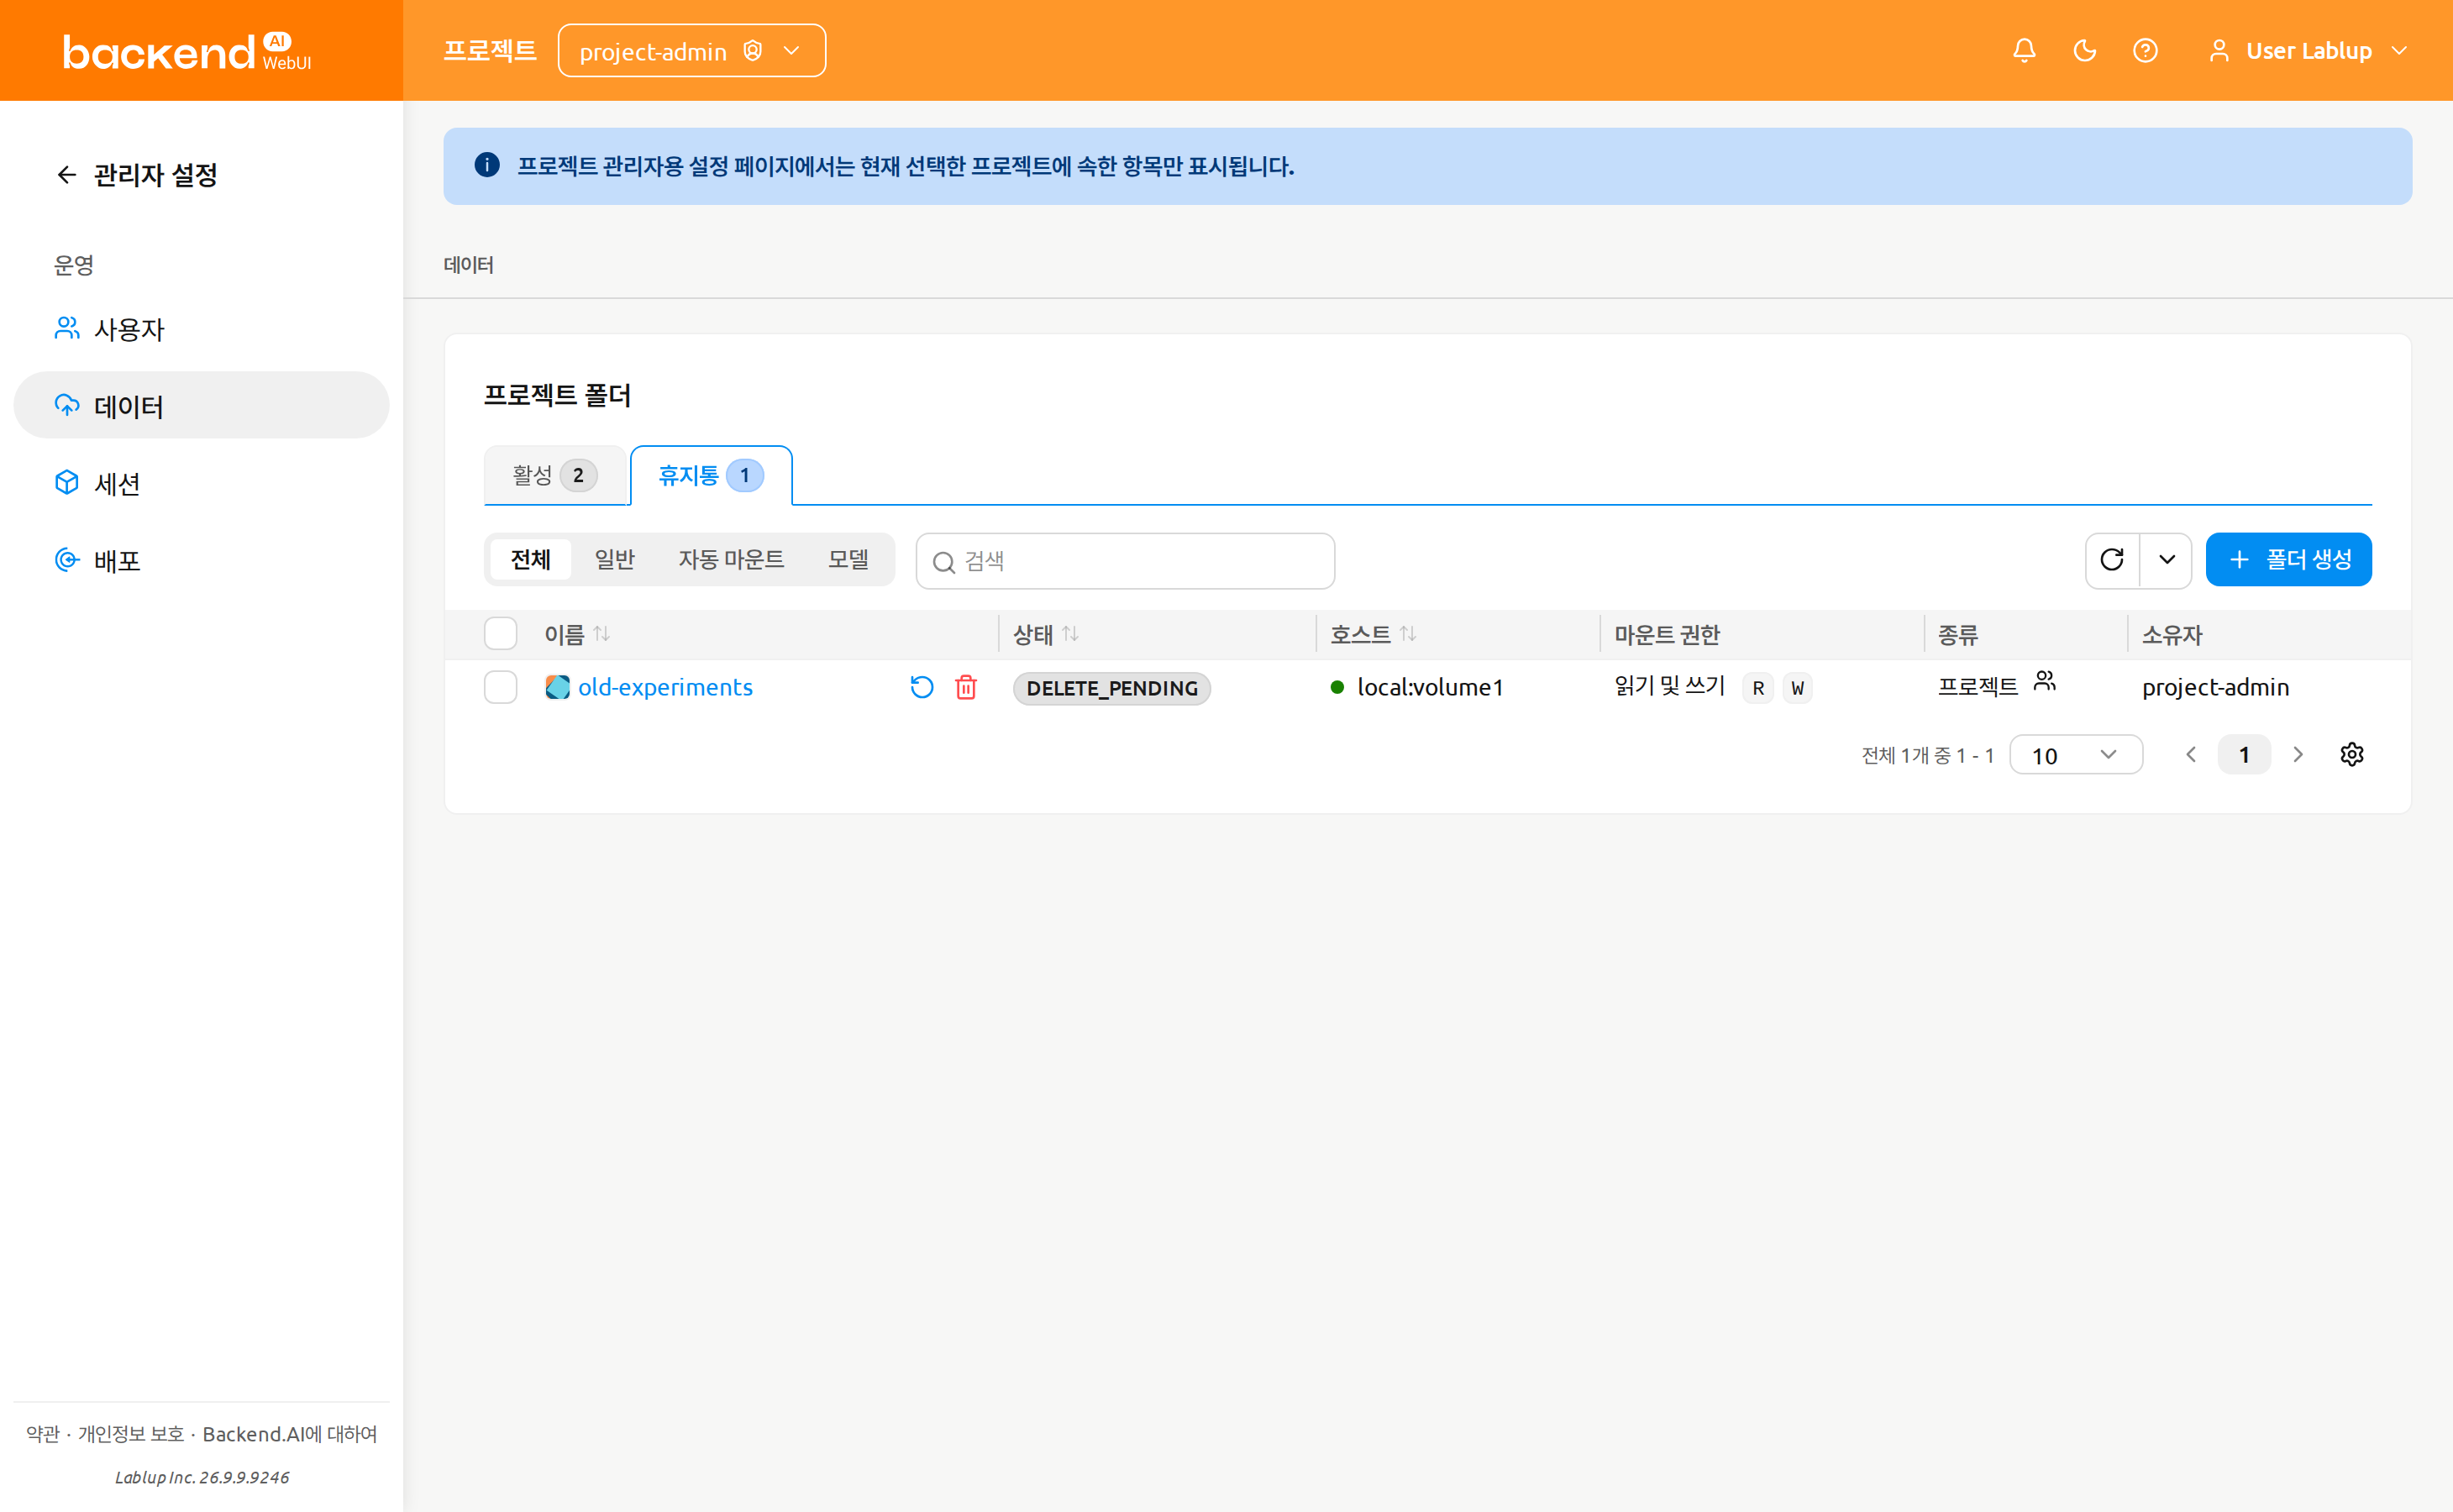 backend AI WebUI
프로젝트 project-admin
User Lablup
관리자 설정
운영
사용자
데이터
세션
배포
프로젝트 관리자용 설정 페이지에서는 현재 선택한 프로젝트에 속한 항목만 표시됩니다.
데이터
프로젝트 폴더
활성 2 휴지통 1
전체 일반 자동 마운트 모델 검색 폴더 생성
이름 상태 호스트 마운트 권한 종류 소유자
old-experiments DELETE_PENDING local:volume1 읽기 및 쓰기 R W 프로젝트 project-admin
전체 1개 중 1 - 1 10 1
약관 · 개인정보 보호 · Backend.AI에 대하여
Lablup Inc. 26.9.9.9246